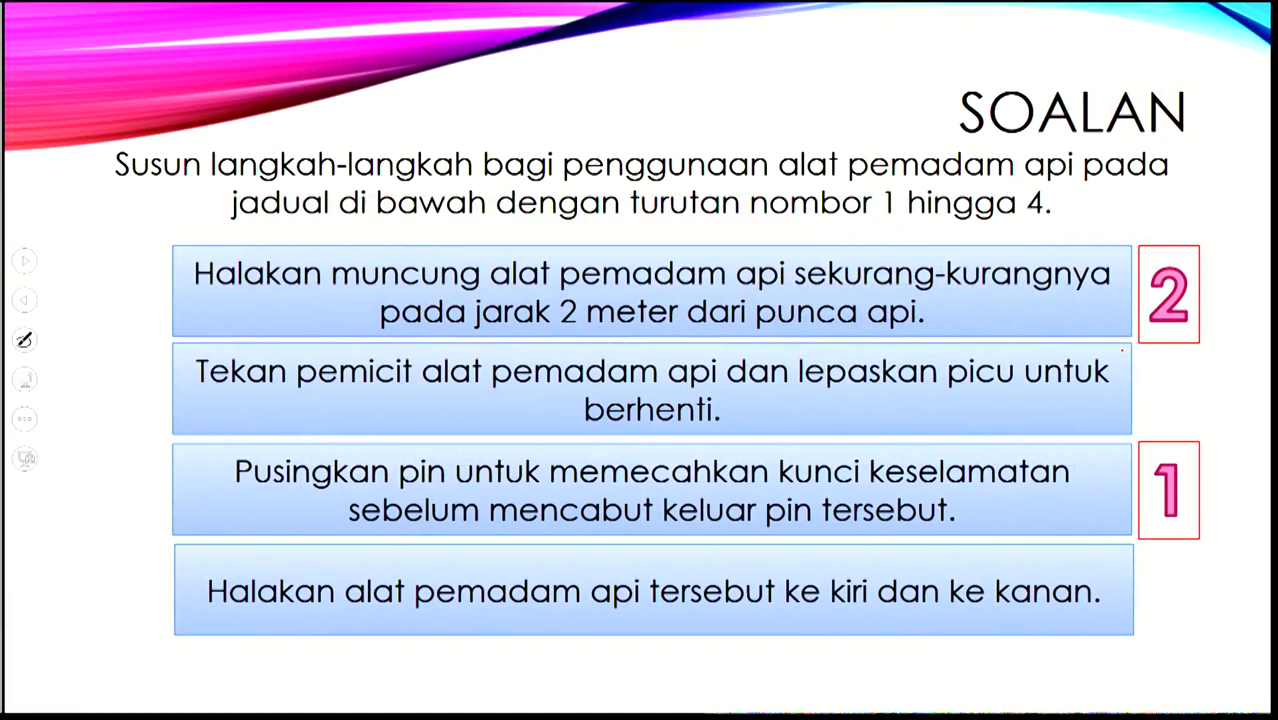 SOALAN
Susun langkah-langkah bagi penggunaan alat pemadam api pada
jadual di bawah dengan turutan nombor 1 hingga 4.
Halakan muncung alat pemadam api sekurang-kurangnya
pada jarak 2 meter dari punca api.
2
Tekan pemicit alat pemadam api dan lepaskan picu untuk
berhenti.
Pusingkan pin untuk memecahkan kunci keselamatan
sebelum mencabut keluar pin tersebut.
1
Halakan alat pemadam api tersebut ke kiri dan ke kanan.